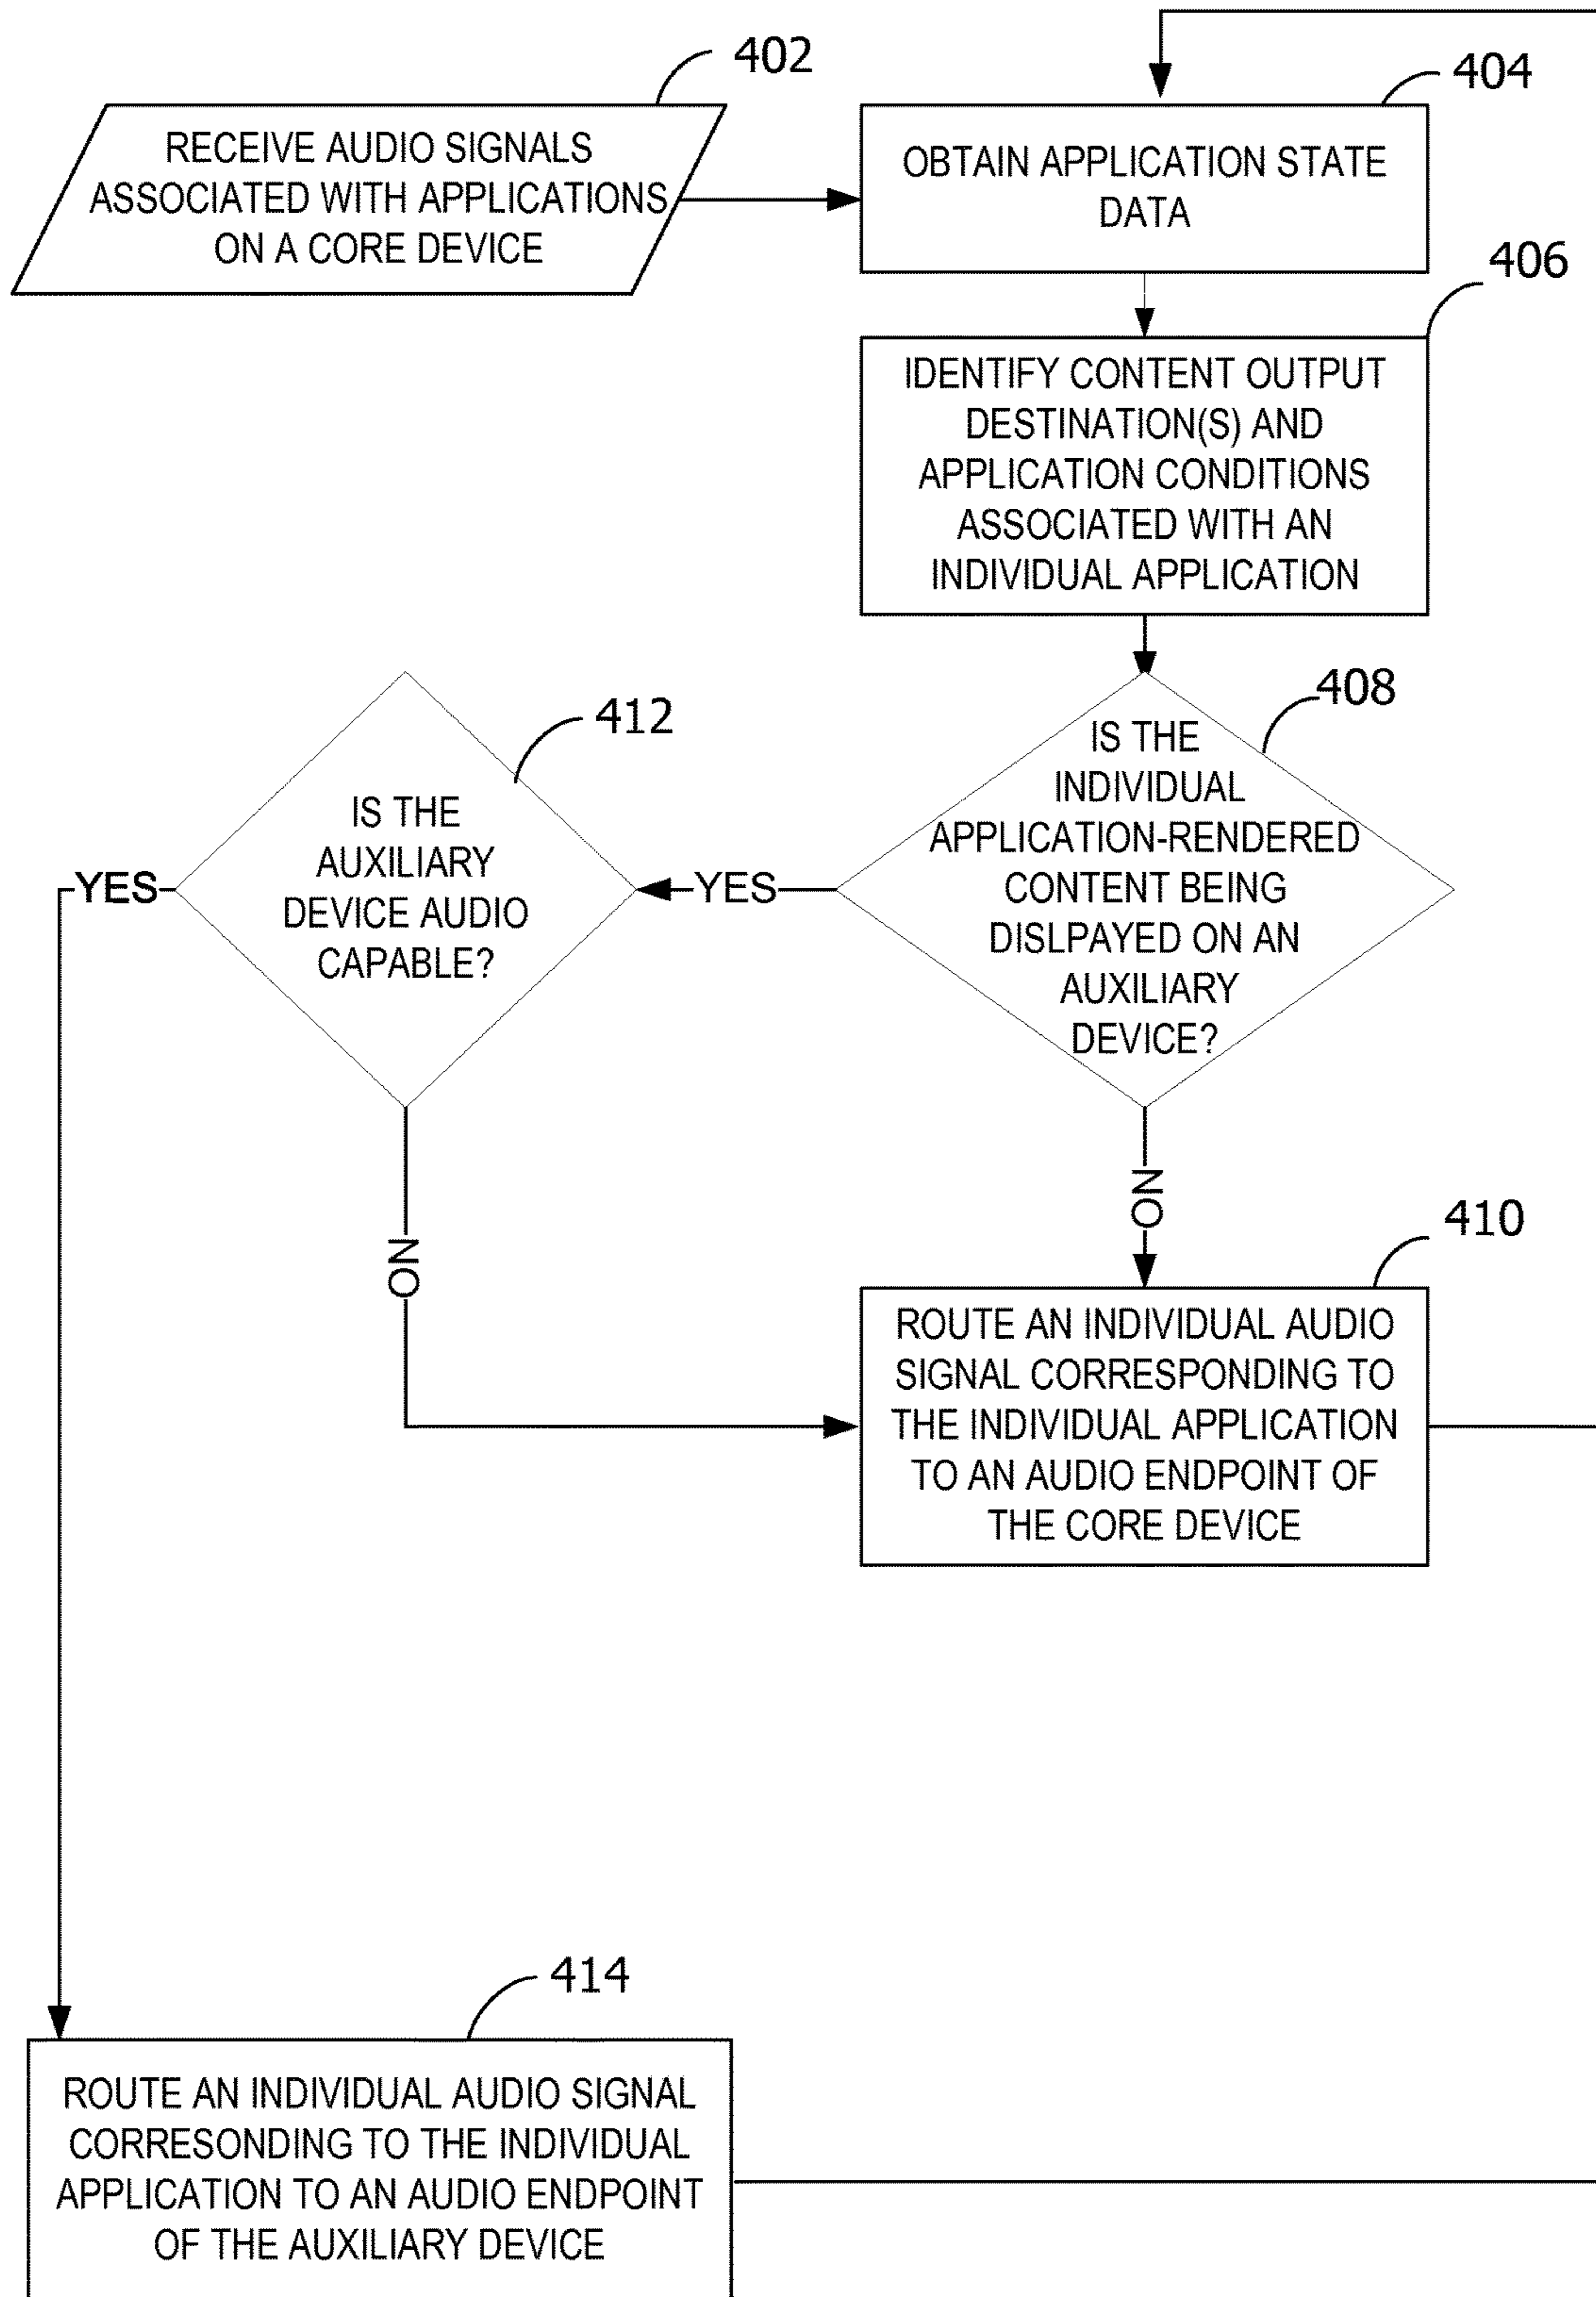 402
RECEIVE AUDIO SIGNALS
ASSOCIATED WITH APPLICATIONS
ON A CORE DEVICE
404
OBTAIN APPLICATION STATE
DATA
406
IDENTIFY CONTENT OUTPUT
DESTINATION(S) AND
APPLICATION CONDITIONS
ASSOCIATED WITH AN
INDIVIDUAL APPLICATION
408
IS THE
INDIVIDUAL
APPLICATION-RENDERED
CONTENT BEING
DISLPAYED ON AN
AUXILIARY
DEVICE?
YES
NO
412
IS THE
AUXILIARY
DEVICE AUDIO
CAPABLE?
YES
NO
410
ROUTE AN INDIVIDUAL AUDIO
SIGNAL CORRESPONDING TO
THE INDIVIDUAL APPLICATION
TO AN AUDIO ENDPOINT OF
THE CORE DEVICE
414
ROUTE AN INDIVIDUAL AUDIO SIGNAL
CORRESONDING TO THE INDIVIDUAL
APPLICATION TO AN AUDIO ENDPOINT
OF THE AUXILIARY DEVICE